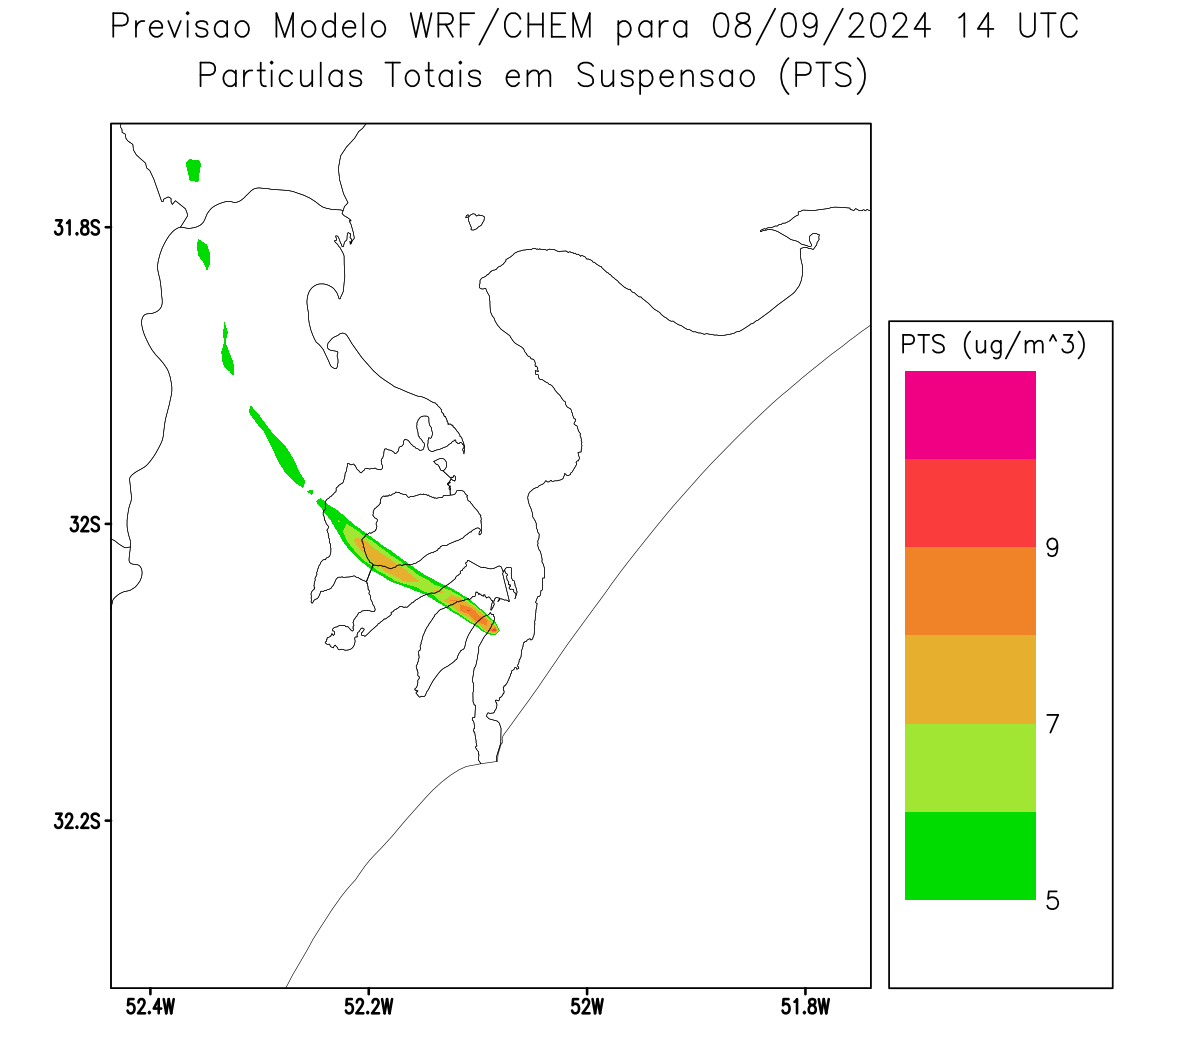 Previsao Modelo WRF/CHEM para 08/09/2024 14 UTC
Particulas Totais em Suspensao (PTS)
31.8S
32S
32.2S
52.4W
52.2W
52W
51.8W
PTS (ug/m^3)
9
7
5